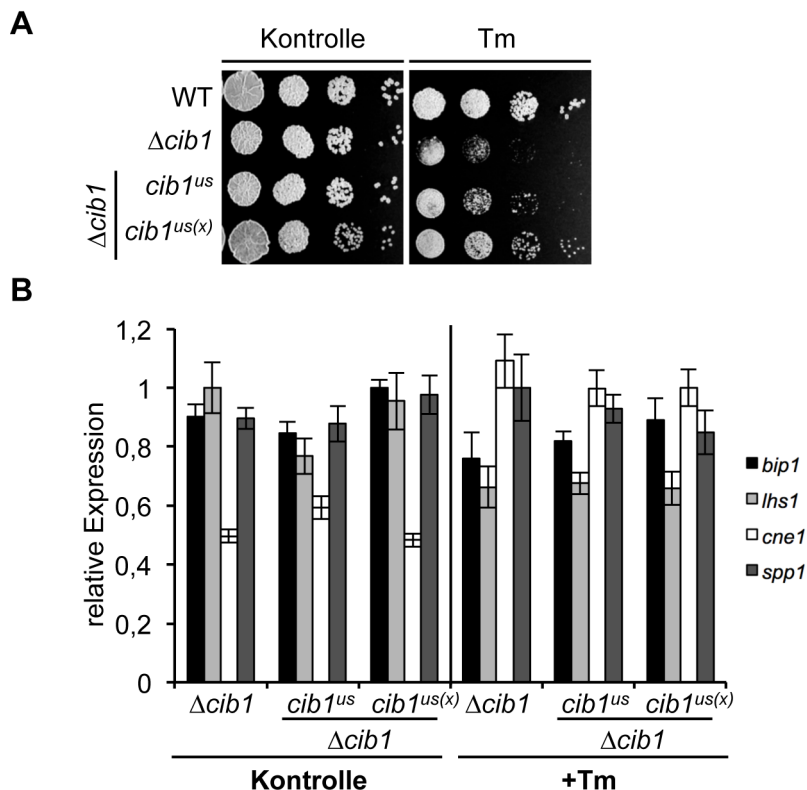 A
Kontrolle Tm
WT
Δcib1
cib1us
cib1us(x)
Δcib1
B
relative Expression
1,2
1
0,8
0,6
0,4
0,2
0
bip1
lhs1
cne1
spp1
Δcib1 cib1us cib1us(x) Δcib1 cib1us cib1us(x)
Δcib1 Δcib1
Kontrolle +Tm